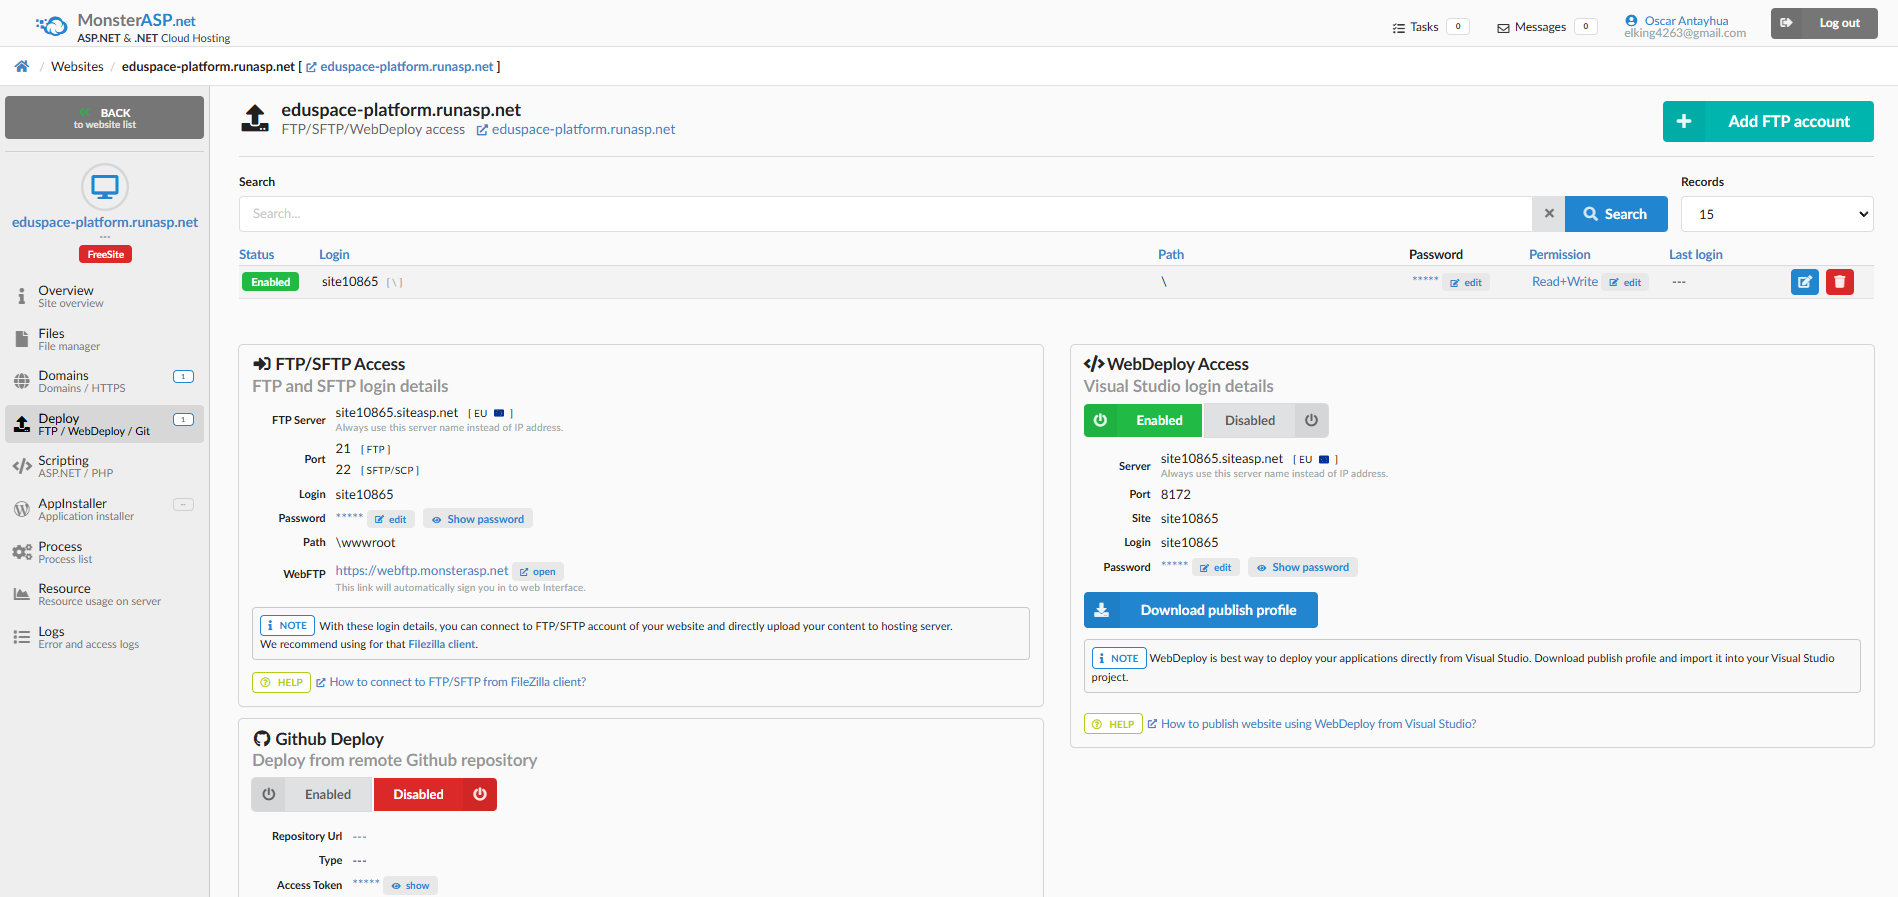 MonsterASP.net
ASP.NET & .NET Cloud Hosting
Tasks 0
Messages 0
Oscar Antayhua
elking4263@gmail.com
Log out
/ Websites / eduspace-platform.runasp.net [ eduspace-platform.runasp.net ]
BACK
to website list
eduspace-platform.runasp.net
---
FreeSite
Overview
Site overview
Files
File manager
Domains 1
Domains / HTTPS
Deploy 1
FTP / WebDeploy / Git
Scripting
ASP.NET / PHP
AppInstaller --
Application installer
Process
Process list
Resource
Resource usage on server
Logs
Error and access logs
eduspace-platform.runasp.net
FTP/SFTP/WebDeploy access eduspace-platform.runasp.net
Add FTP account
Search
Records
Search...
Search
15
Status Login Path Password Permission Last login
Enabled site10865 [ \ ] \ ***** edit Read+Write edit ---
FTP/SFTP Access
FTP and SFTP login details
FTP Server site10865.siteasp.net [ EU ]
Always use this server name instead of IP address.
Port 21 [ FTP ]
22 [ SFTP/SCP ]
Login site10865
Password ***** edit Show password
Path \wwwroot
WebFTP https://webftp.monsterasp.net open
This link will automatically sign you in to web interface.
NOTE With these login details, you can connect to FTP/SFTP account of your website and directly upload your content to hosting server.
We recommend using for that Filezilla client.
HELP How to connect to FTP/SFTP from FileZilla client?
Github Deploy
Deploy from remote Github repository
Enabled Disabled
Repository Url ---
Type ---
Access Token ***** show
WebDeploy Access
Visual Studio login details
Enabled Disabled
Server site10865.siteasp.net [ EU ]
Always use this server name instead of IP address.
Port 8172
Site site10865
Login site10865
Password ***** edit Show password
Download publish profile
NOTE WebDeploy is best way to deploy your applications directly from Visual Studio. Download publish profile and import it into your Visual Studio
project.
HELP How to publish website using WebDeploy from Visual Studio?